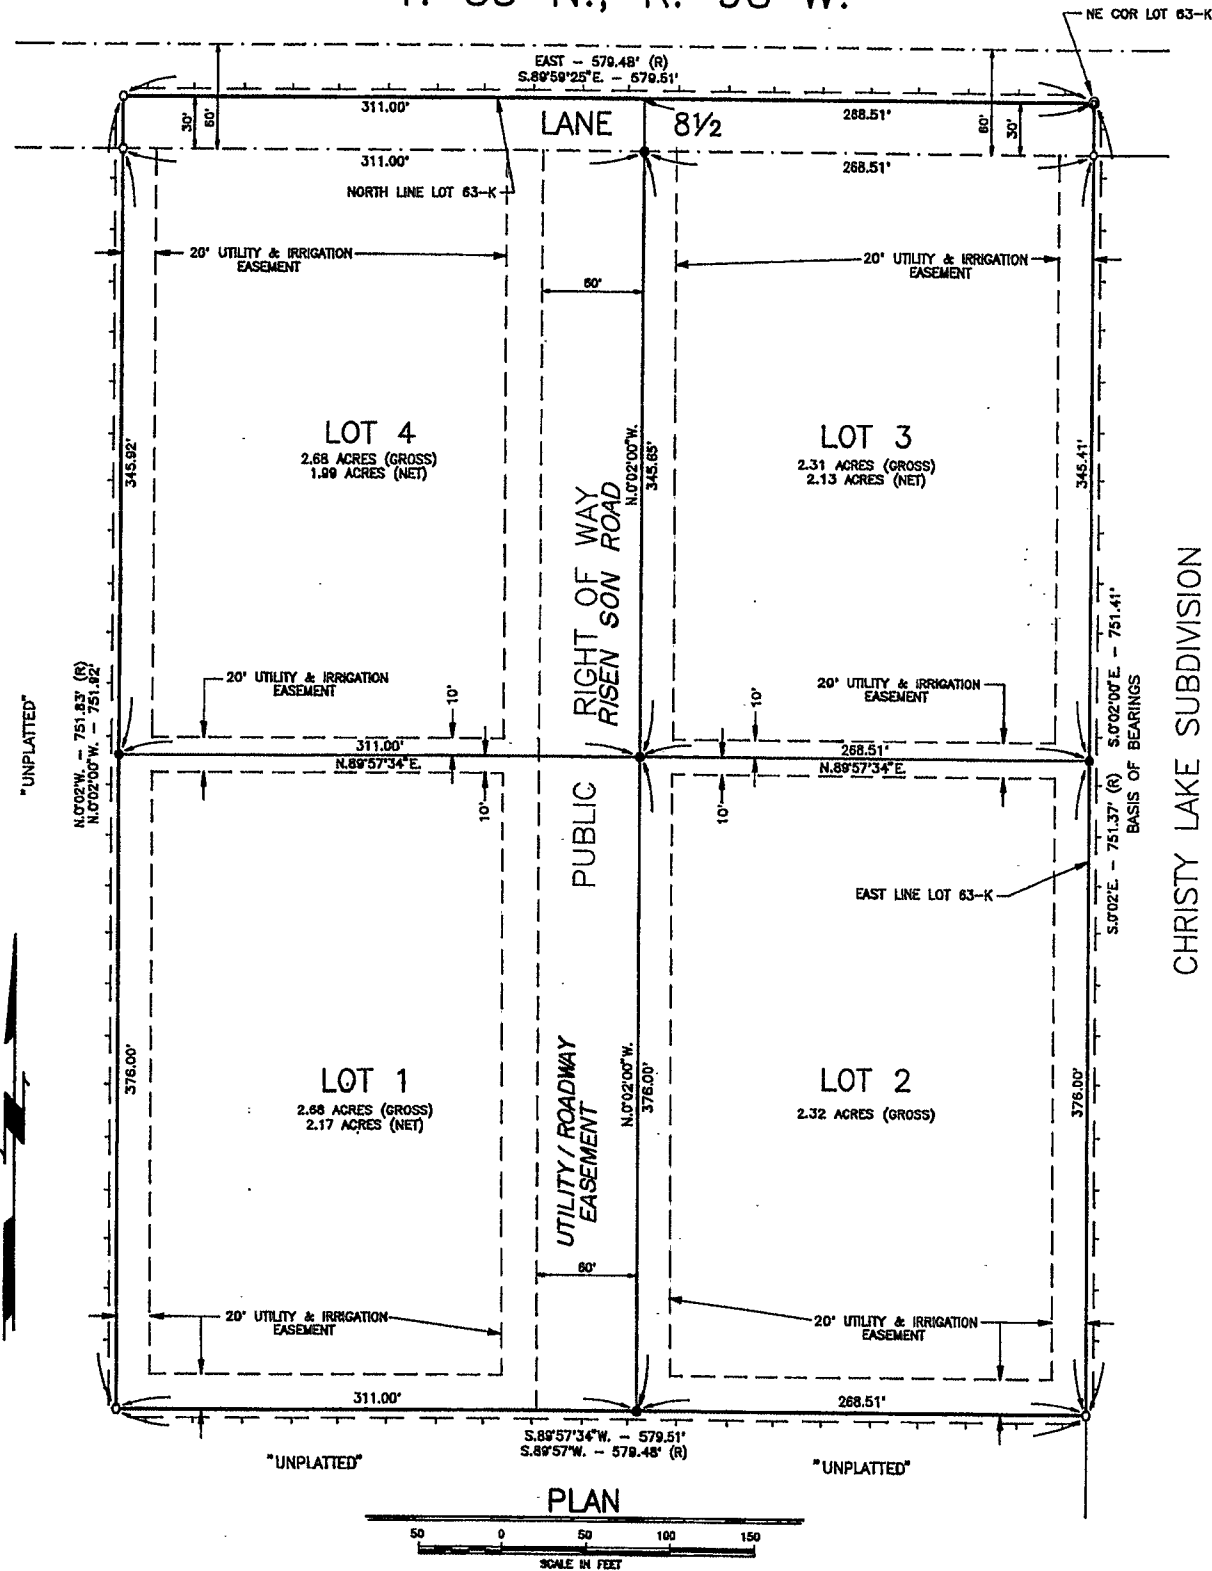 NE COR LOT 63-K
EAST - 579.48' (R)
S.89°59'25"E. - 579.51'
311.00'
268.51'
30'
60'
LANE 8½
60'
30'
311.00'
268.51'
NORTH LINE LOT 63-K
20' UTILITY & IRRIGATION
EASEMENT
20' UTILITY & IRRIGATION
EASEMENT
60'
LOT 4
2.68 ACRES (GROSS)
1.99 ACRES (NET)
LOT 3
2.31 ACRES (GROSS)
2.13 ACRES (NET)
345.92'
N.0°02'00"W.
345.65'
345.41'
PUBLIC RIGHT OF WAY
RISEN SON ROAD
CHRISTY LAKE SUBDIVISION
"UNPLATTED"
N.0°02'W. - 751.83' (R)
N.0°02'00"W. - 751.92'
20' UTILITY & IRRIGATION
EASEMENT
10'
20' UTILITY & IRRIGATION
EASEMENT
10'
S.0°02'00"E. - 751.41'
S.0°02'E. - 751.37' (R)
BASIS OF BEARINGS
311.00'
N.89°57'34"E.
268.51'
N.89°57'34"E.
10'
10'
EAST LINE LOT 63-K
LOT 1
2.68 ACRES (GROSS)
2.17 ACRES (NET)
LOT 2
2.32 ACRES (GROSS)
376.00'
N.0°02'00"W.
376.00'
376.00'
UTILITY/ROADWAY
EASEMENT
60'
20' UTILITY & IRRIGATION
EASEMENT
20' UTILITY & IRRIGATION
EASEMENT
311.00'
268.51'
S.89°57'34"W. - 579.51'
S.89°57'W. - 579.48' (R)
"UNPLATTED"
"UNPLATTED"
PLAN
50 0 50 100 150
SCALE IN FEET